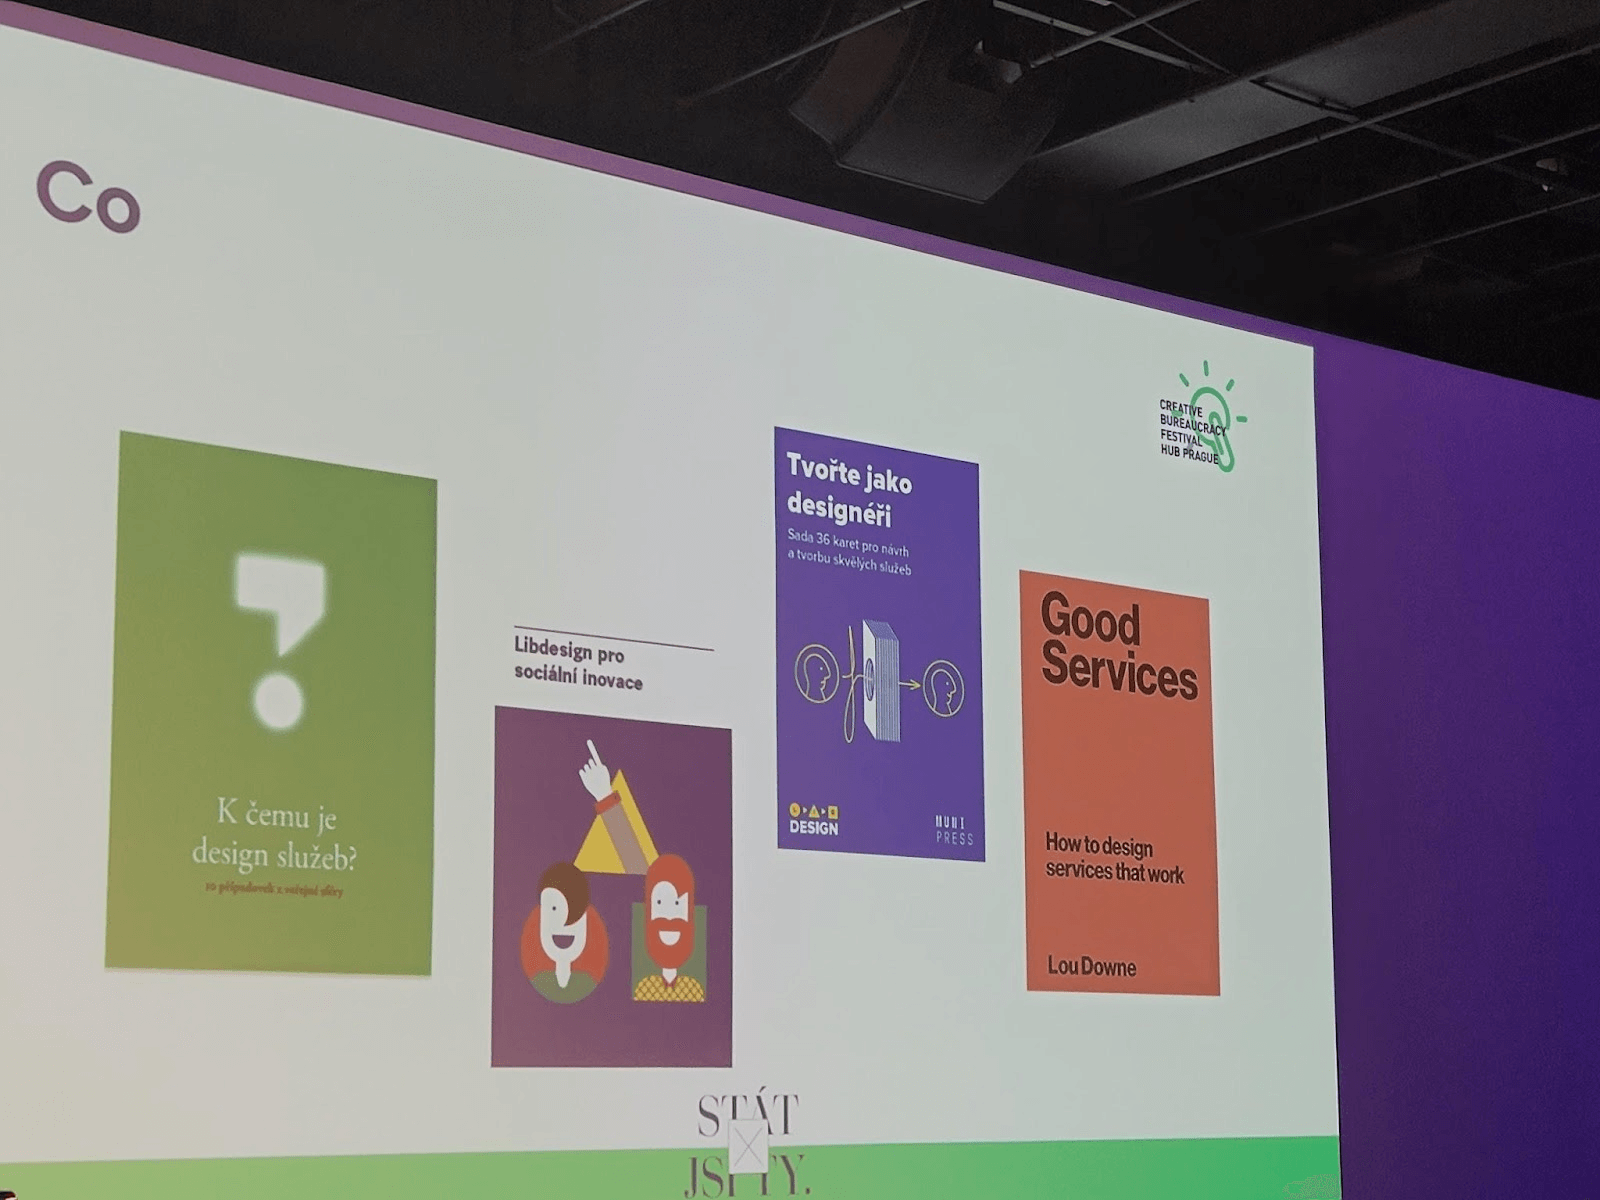 Co
CREATIVE
BUREAUCRACY
FESTIVAL
HUB PRAGUE
K čemu je
design služeb?
10 případovek z veřejné sféry
Libdesign pro
sociální inovace
Tvořte jako
designéři
Sada 36 karet pro návrh
a tvorbu skvělých služeb
DESIGN
MUNI
PRESS
Good
Services
How to design
services that work
Lou Downe
STÁT
JSI TY.